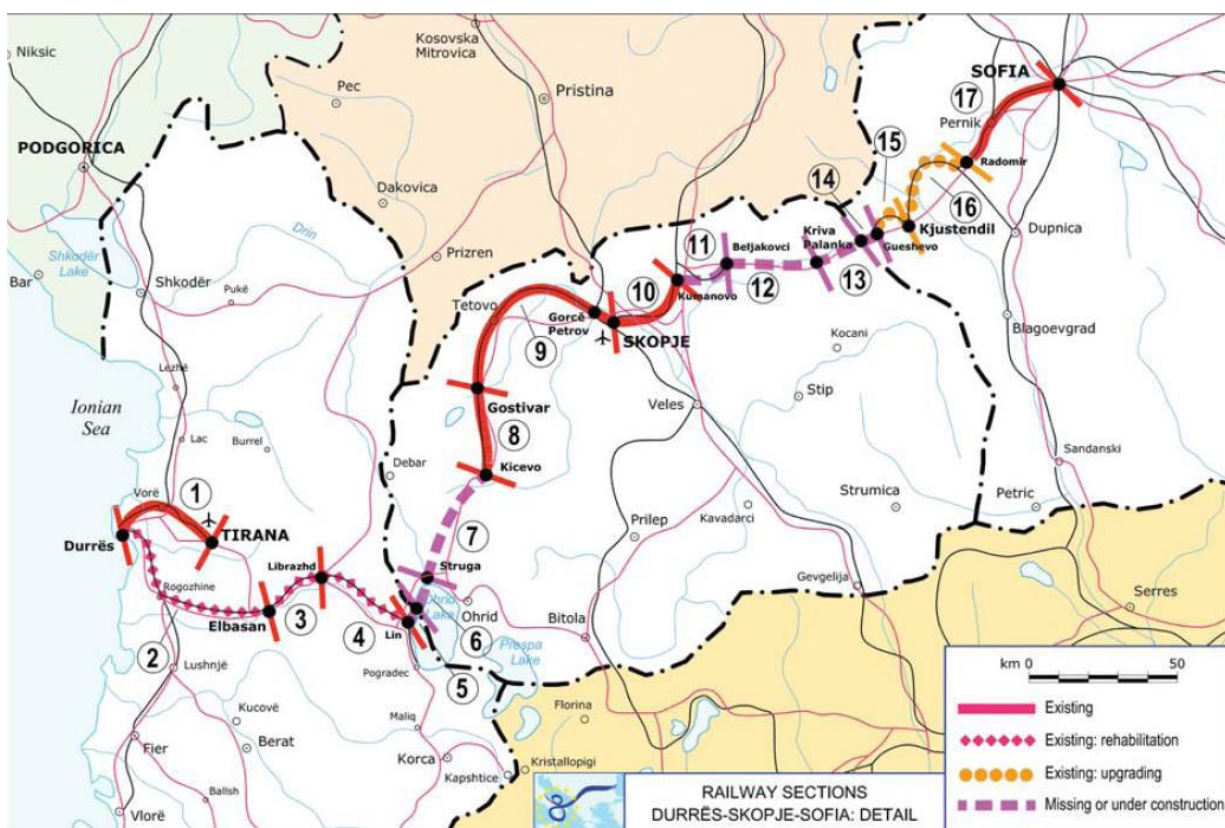 Niksic
Kosovska
Mitrovica
Pec
Pristina
SOFIA
17
Pernik
PODGORICA
15
Radomir
Dakovica
14
16
Kriva
Palanka
Kjustendil
Dupnica
Drin
11
Beljakovci
Gueshevo
Shkodër
Lake
Prizren
13
Bar
Shkodër
10
Kumanovo
12
Pukë
Tetovo
Gorcë
Petrov
SKOPJE
Blagoevgrad
9
Kocani
Lezhë
Ionian
Sea
Gostivar
Veles
Stip
Lac
Burrel
8
Debar
Kicevo
Sandanski
Vorë
1
Strumica
Petric
TIRANA
Durrës
7
Prilep
Kavadarci
Librazhd
Struga
Rogozhine
Gevgelija
Ohrid
Lake
Ohrid
Serres
Elbasan
3
4
Lin
6
Bitola
2
Prespa
Lake
Lushnjë
Pogradec
5
km 0 50
Kucovë
Maliq
Florina
Existing
Fier
Berat
Korca
Existing: rehabilitation
Kristallopigi
Kapshtice
Existing: upgrading
Ballsh
RAILWAY SECTIONS
DURRËS-SKOPJE-SOFIA: DETAIL
Missing or under construction
Vlorë